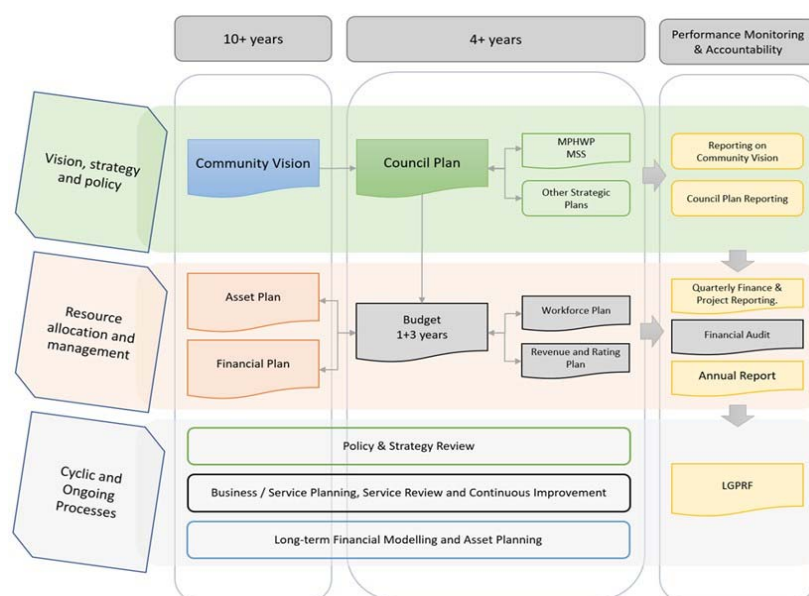 10+ years
4+ years
Performance Monitoring
& Accountability
Vision, strategy
and policy
Community Vision
Council Plan
MPHWP
MSS
Other Strategic
Plans
Reporting on
Community Vision
Council Plan Reporting
Resource
allocation and
management
Asset Plan
Financial Plan
Budget
1+3 years
Workforce Plan
Revenue and Rating
Plan
Quarterly Finance &
Project Reporting.
Financial Audit
Annual Report
Cyclic and
Ongoing
Processes
Policy & Strategy Review
Business / Service Planning, Service Review and Continuous Improvement
Long-term Financial Modelling and Asset Planning
LGPRF